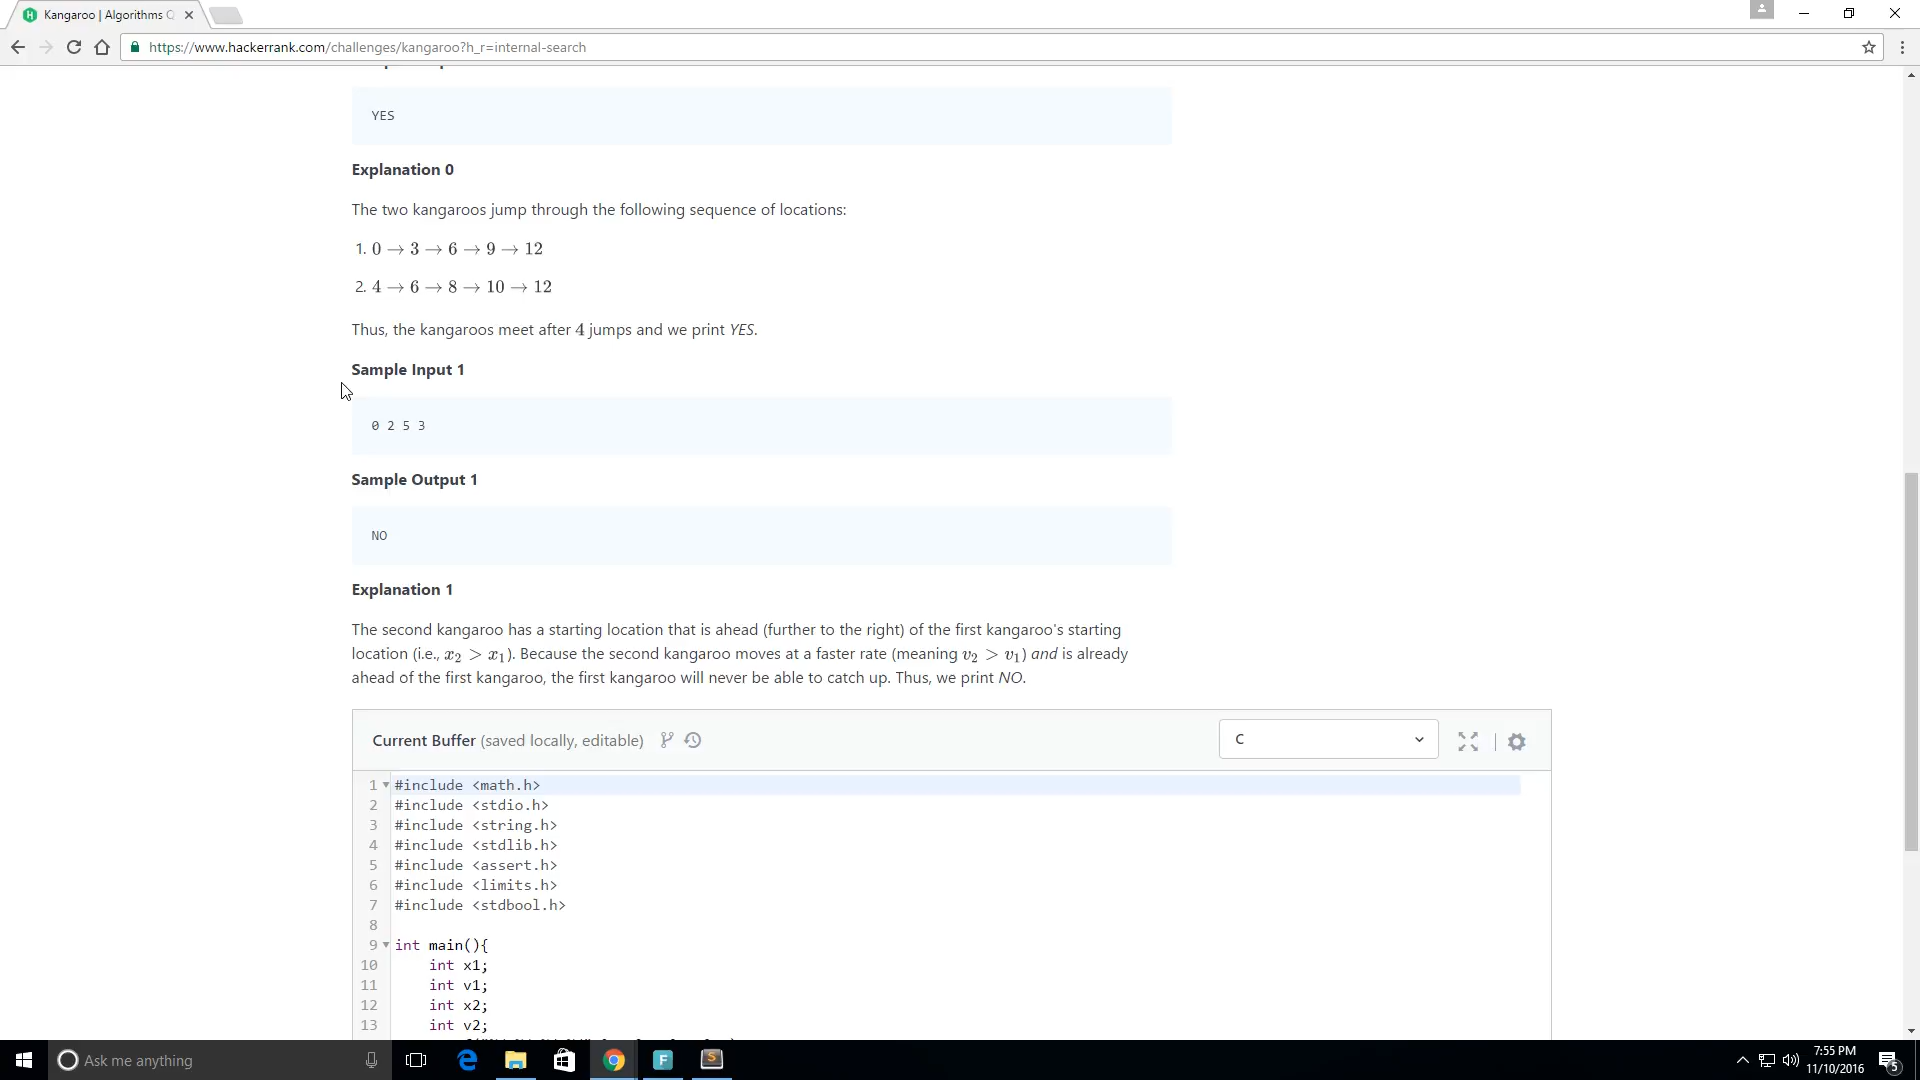 Kangaroo | Algorithms Q
https://www.hackerrank.com/challenges/kangaroo?h_r=internal-search
YES
Explanation 0
The two kangaroos jump through the following sequence of locations:
1. 0 → 3 → 6 → 9 → 12
2. 4 → 6 → 8 → 10 → 12
Thus, the kangaroos meet after 4 jumps and we print YES.
Sample Input 1
0 2 5 3
Sample Output 1
NO
Explanation 1
The second kangaroo has a starting location that is ahead (further to the right) of the first kangaroo's starting
location (i.e., x₂ > x₁). Because the second kangaroo moves at a faster rate (meaning v₂ > v₁) and is already
ahead of the first kangaroo, the first kangaroo will never be able to catch up. Thus, we print NO.
Current Buffer (saved locally, editable)
C
1 #include <math.h>
2 #include <stdio.h>
3 #include <string.h>
4 #include <stdlib.h>
5 #include <assert.h>
6 #include <limits.h>
7 #include <stdbool.h>
8
9 int main(){
10 int x1;
11 int v1;
12 int x2;
13 int v2;
Ask me anything
7:55 PM
11/10/2016
5